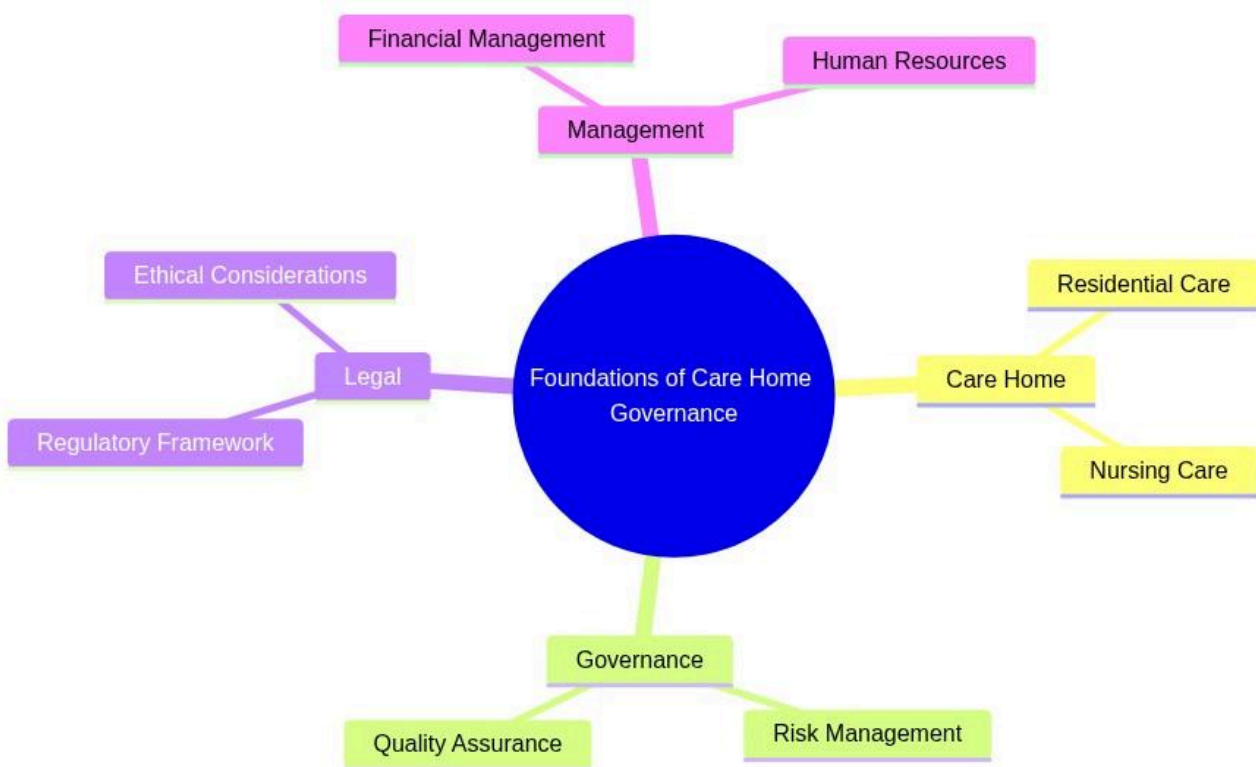 Financial Management
Human Resources
Management
Ethical Considerations
Residential Care
Legal
Foundations of Care Home
Governance
Care Home
Regulatory Framework
Nursing Care
Governance
Quality Assurance
Risk Management